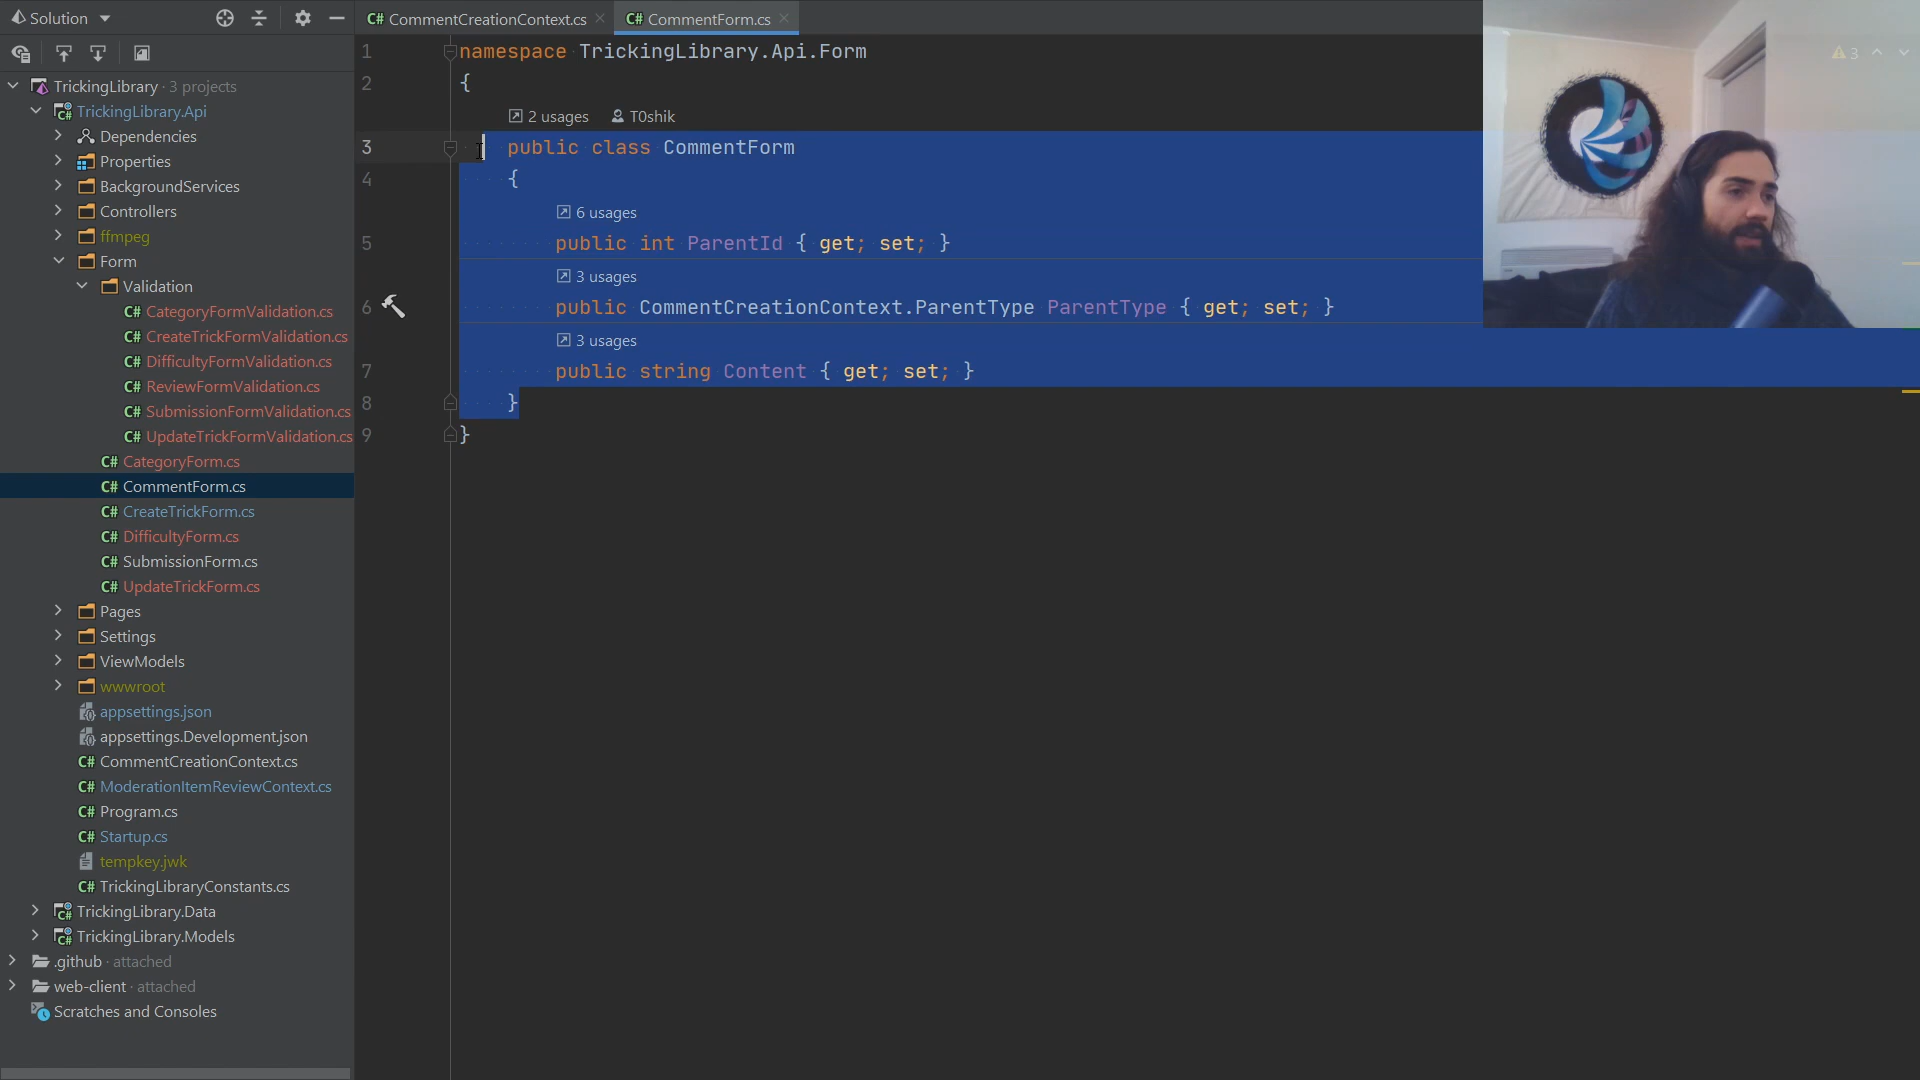 Solution
CommentCreationContext.cs
CommentForm.cs
TrickingLibrary · 3 projects
TrickingLibrary.Api
Dependencies
Properties
BackgroundServices
Controllers
ffmpeg
Form
Validation
C# CategoryFormValidation.cs
C# CreateTrickFormValidation.cs
C# DifficultyFormValidation.cs
C# ReviewFormValidation.cs
C# SubmissionFormValidation.cs
C# UpdateTrickFormValidation.cs
C# CategoryForm.cs
C# CommentForm.cs
C# CreateTrickForm.cs
C# DifficultyForm.cs
C# SubmissionForm.cs
C# UpdateTrickForm.cs
Pages
Settings
ViewModels
wwwroot
appsettings.json
appsettings.Development.json
C# CommentCreationContext.cs
C# ModerationItemReviewContext.cs
C# Program.cs
C# Startup.cs
tempkey.jwk
C# TrickingLibraryConstants.cs
TrickingLibrary.Data
TrickingLibrary.Models
.github · attached
web-client · attached
Scratches and Consoles
1 namespace TrickingLibrary.Api.Form
2 {
2 usages T0shik
3 public class CommentForm
4 {
6 usages
5 public int ParentId { get; set; }
3 usages
6 public CommentCreationContext.ParentType ParentType { get; set; }
3 usages
7 public string Content { get; set; }
8 }
9 }
3